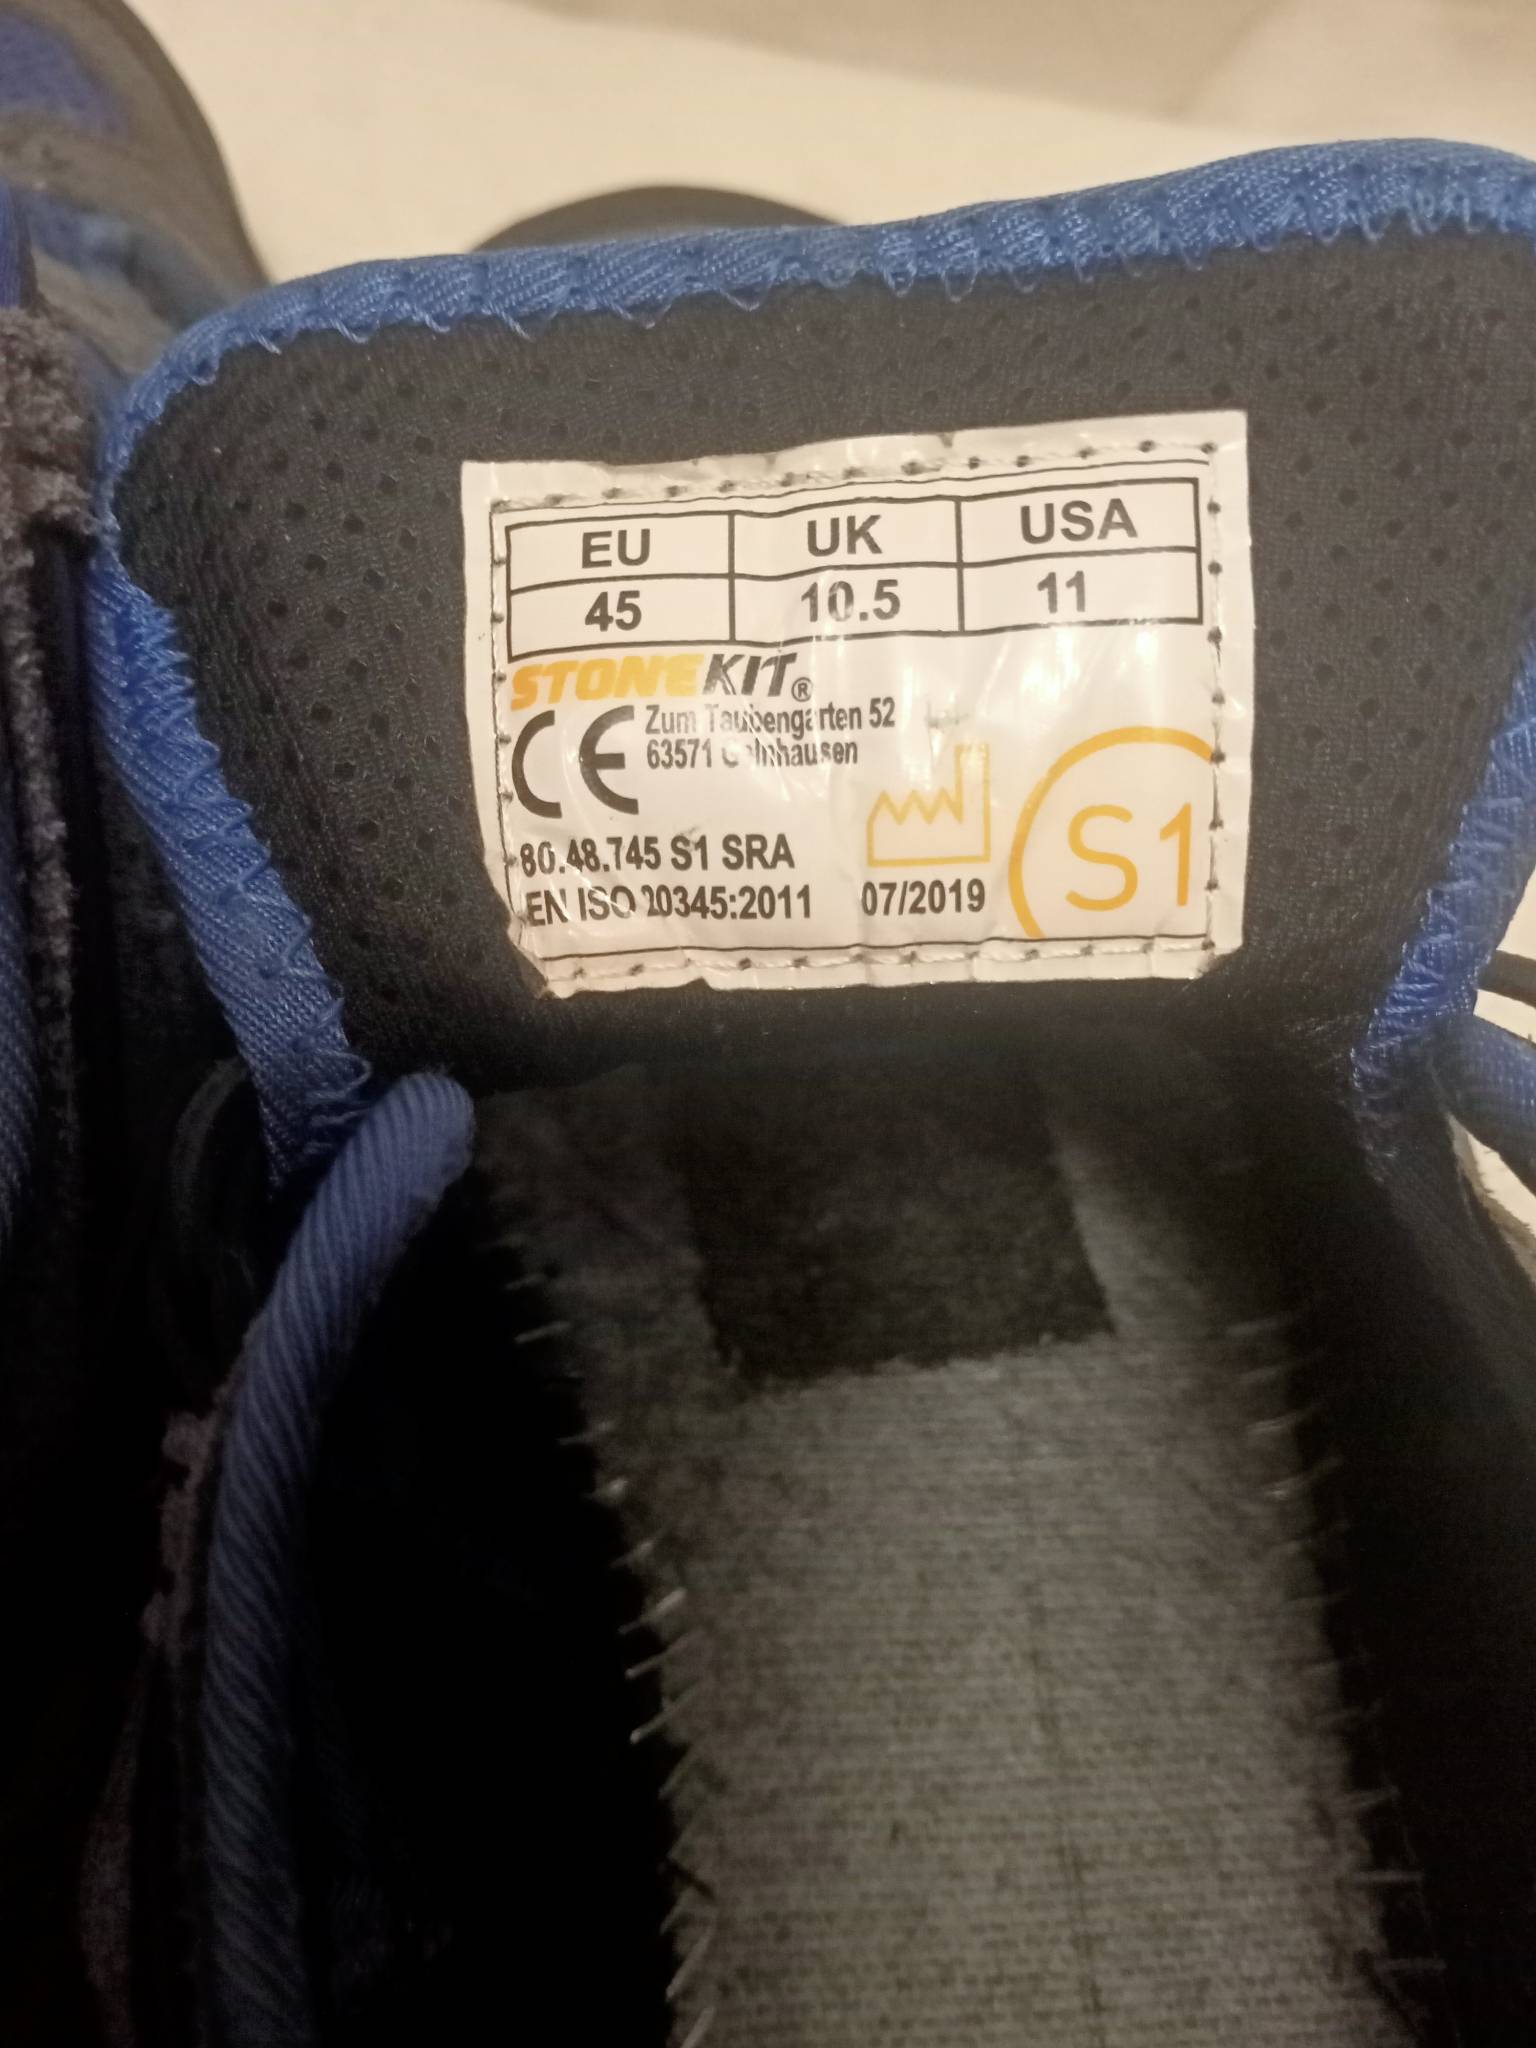 EU UK USA
45 10.5 11
STONEKIT®
CE Zum Taubengarten 52
63571 Gelnhausen
S1
80.48.745 S1 SRA
EN ISO 20345:2011 07/2019